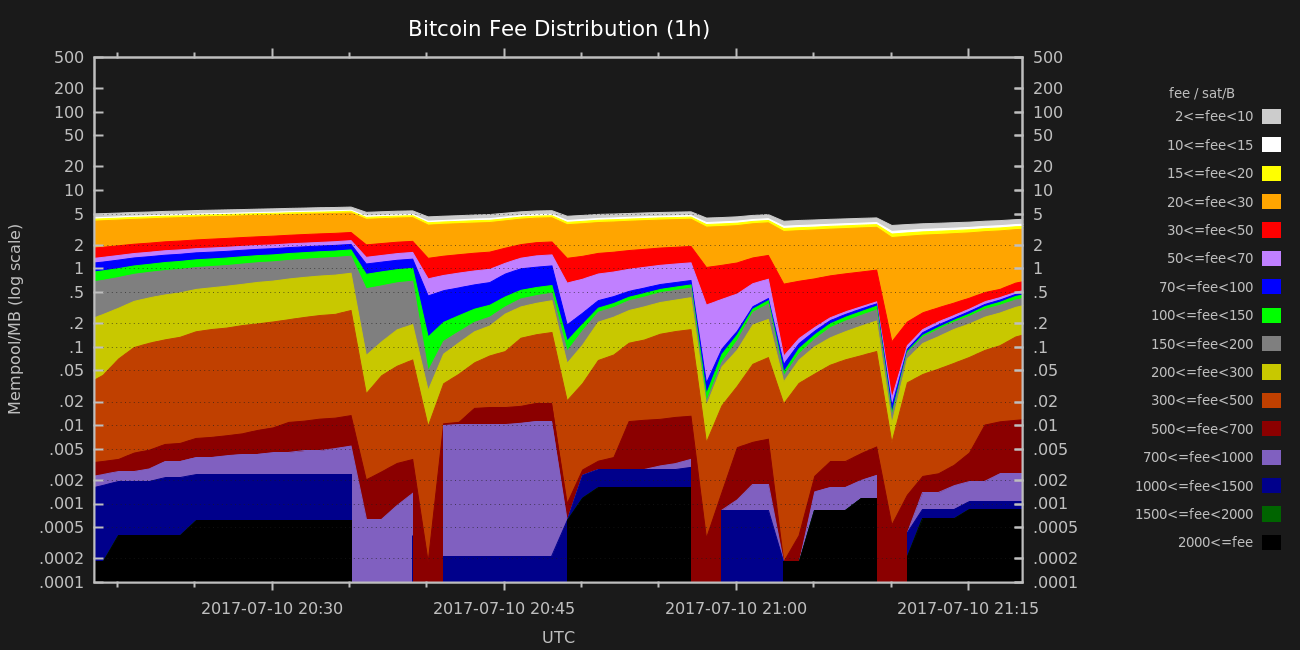 Bitcoin Fee Distribution (1h)
Mempool/MB (log scale)
500
200
100
50
20
10
5
2
1
.5
.2
.1
.05
.02
.01
.005
.002
.001
.0005
.0002
.0001
500
200
100
50
20
10
5
2
1
.5
.2
.1
.05
.02
.01
.005
.002
.001
.0005
.0002
.0001
2017-07-10 20:30 2017-07-10 20:45 2017-07-10 21:00 2017-07-10 21:15
UTC
fee / sat/B
2<=fee<10
10<=fee<15
15<=fee<20
20<=fee<30
30<=fee<50
50<=fee<70
70<=fee<100
100<=fee<150
150<=fee<200
200<=fee<300
300<=fee<500
500<=fee<700
700<=fee<1000
1000<=fee<1500
1500<=fee<2000
2000<=fee